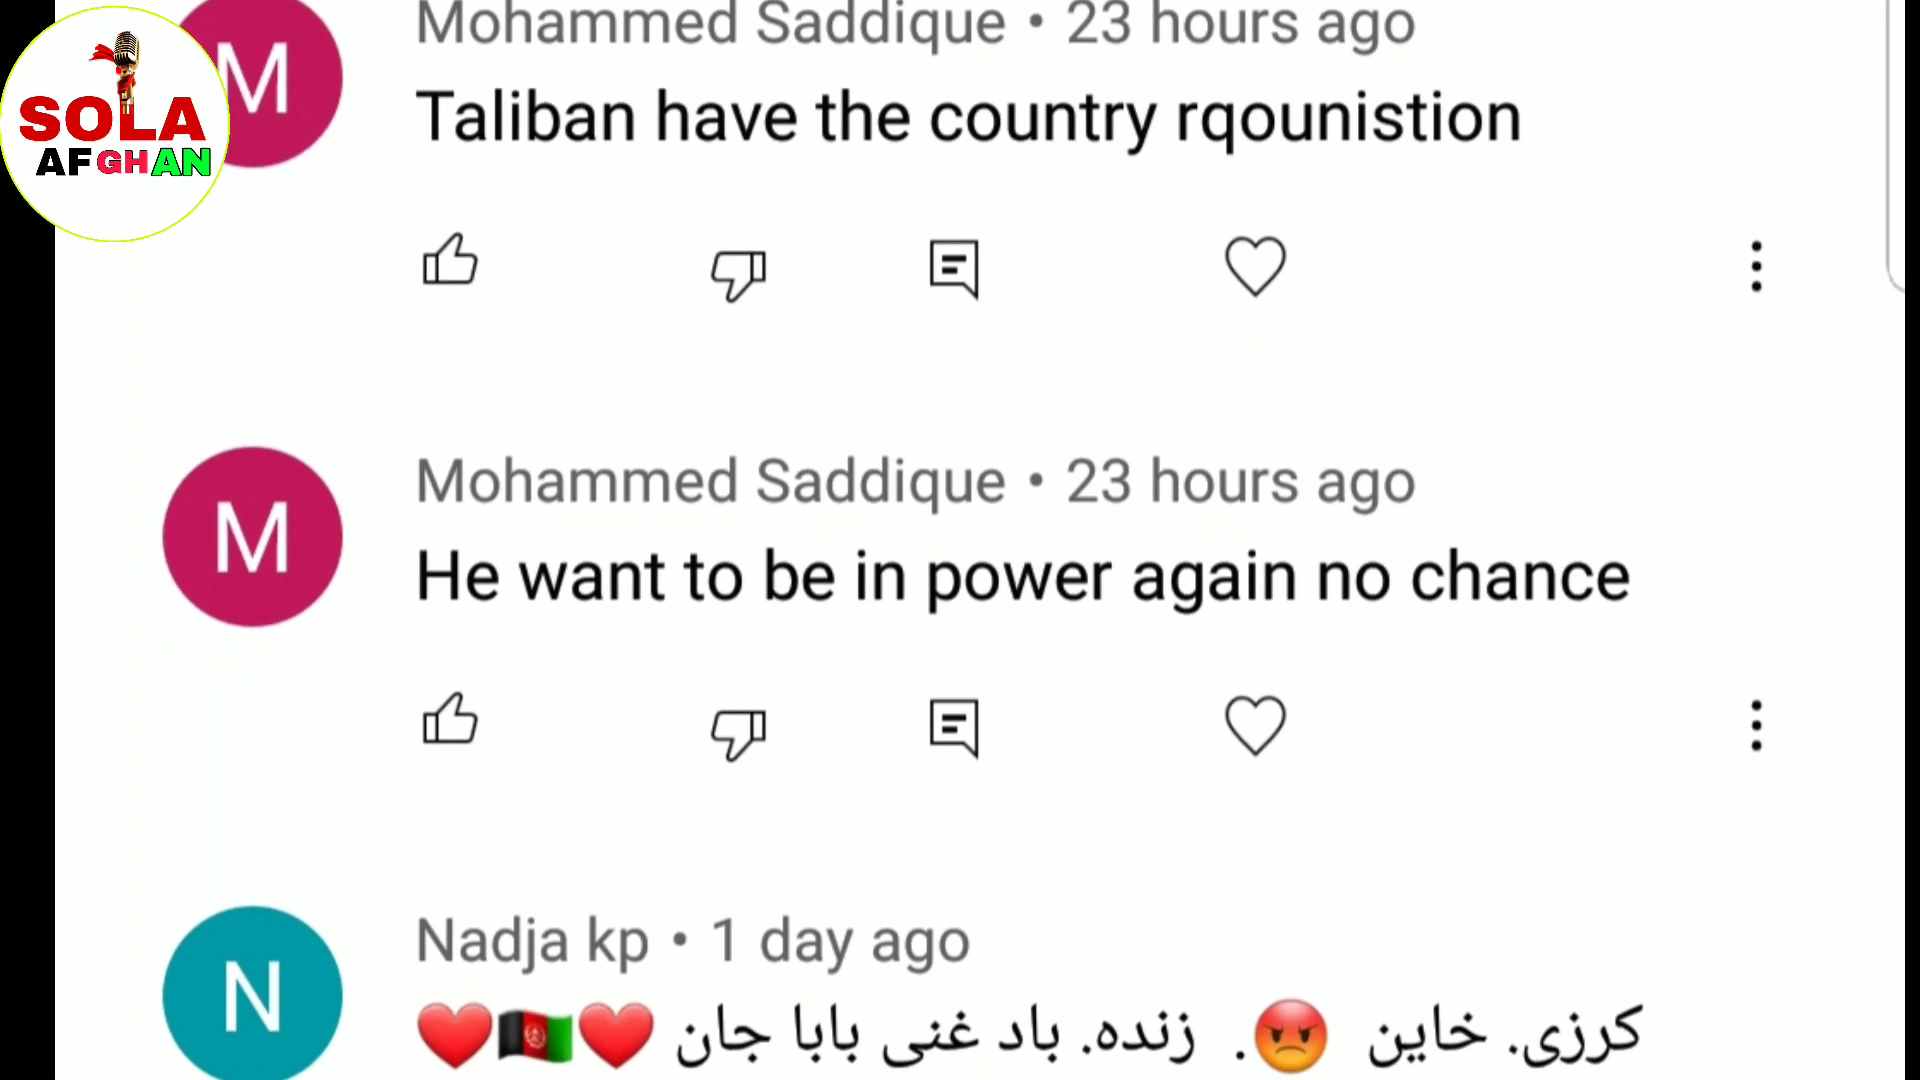 SOLA
AFGHAN
M
Mohammed Saddique • 23 hours ago
Taliban have the country rqounistion
M
Mohammed Saddique • 23 hours ago
He want to be in power again no chance
N
Nadja kp • 1 day ago
کرزی. خاین 😡. زنده. باد غنی بابا جان ❤️🇦🇫❤️